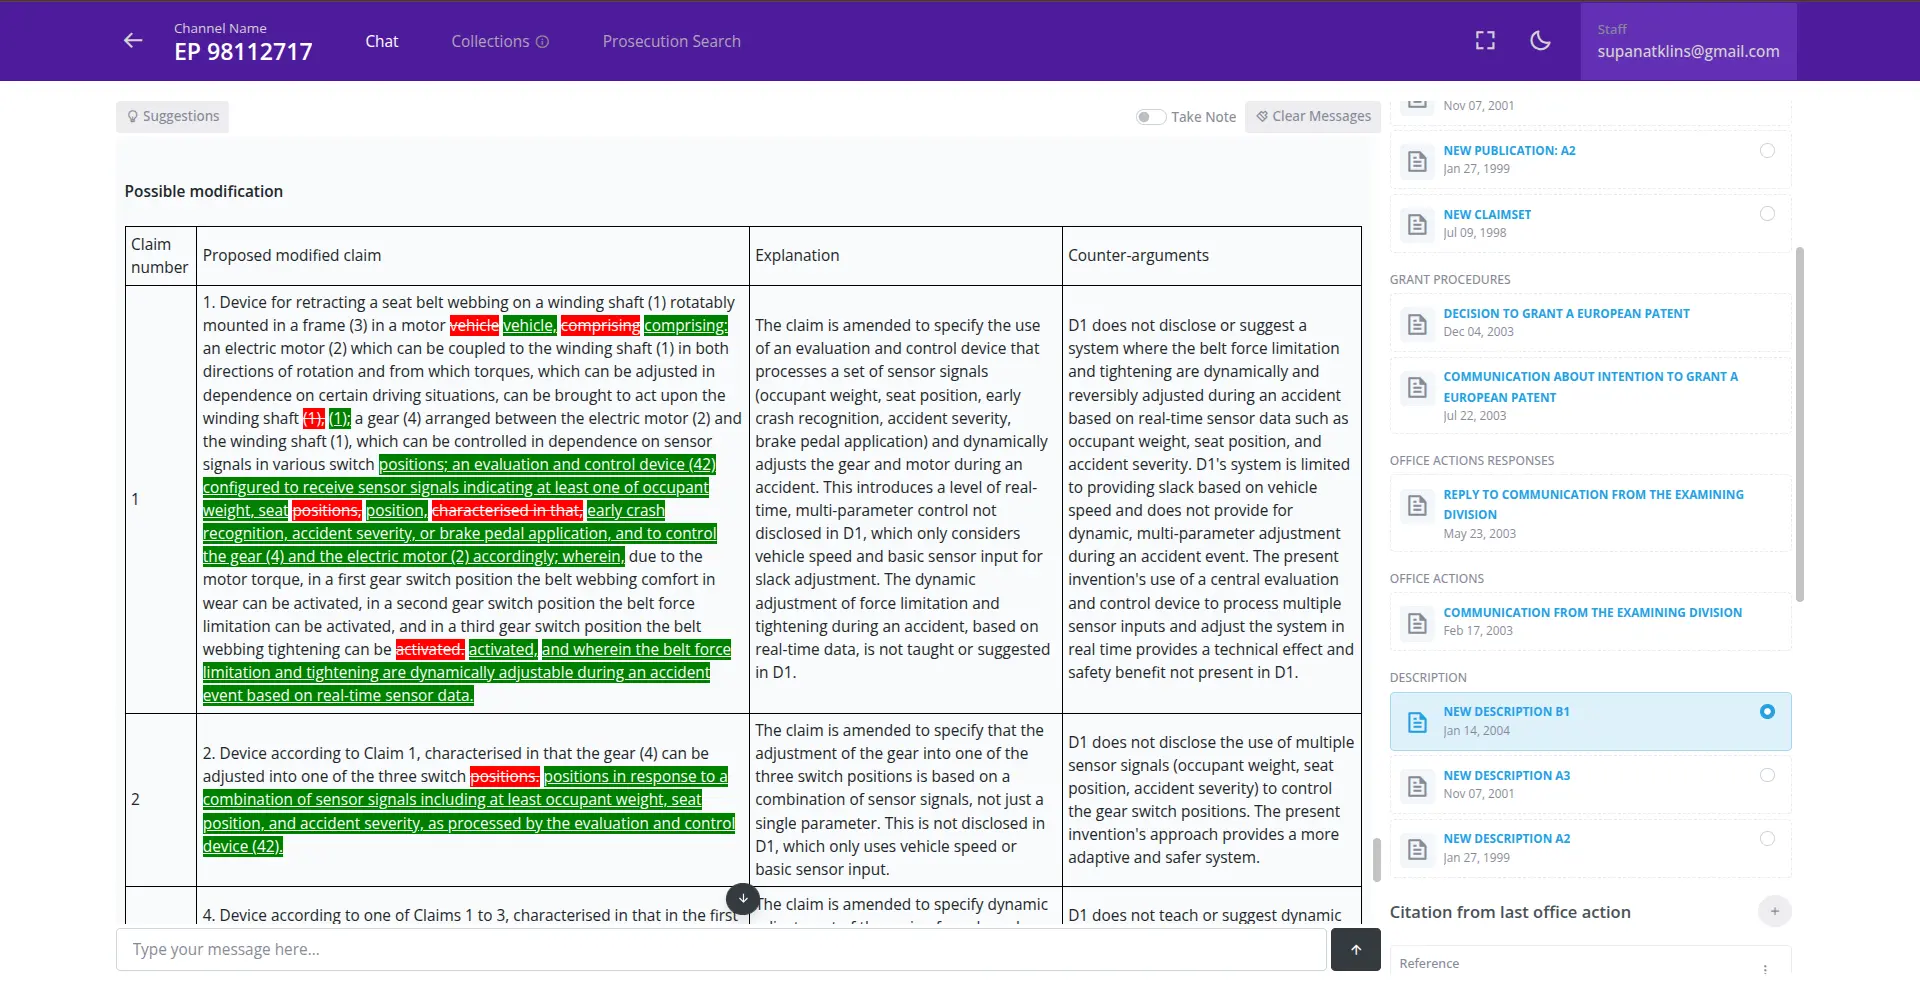 Channel Name
EP 98112717
Chat
Collections
Prosecution Search
Staff
supanatklins@gmail.com
Suggestions
Take Note
Clear Messages
Possible modification
Claim number
Proposed modified claim
Explanation
Counter-arguments
1
1. Device for retracting a seat belt webbing on a winding shaft (1) rotatably
mounted in a frame (3) in a motor vehicle vehicle, comprising comprising:
an electric motor (2) which can be coupled to the winding shaft (1) in both
directions of rotation and from which torques, which can be adjusted in
dependence on certain driving situations, can be brought to act upon the
winding shaft (1), (1); a gear (4) arranged between the electric motor (2) and
the winding shaft (1), which can be controlled in dependence on sensor
signals in various switch positions; an evaluation and control device (42)
configured to receive sensor signals indicating at least one of occupant
weight, seat positions, position, characterised in that, early crash
recognition, accident severity, or brake pedal application, and to control
the gear (4) and the electric motor (2) accordingly; wherein, due to the
motor torque, in a first gear switch position the belt webbing comfort in
wear can be activated, in a second gear switch position the belt force
limitation can be activated, and in a third gear switch position the belt
webbing tightening can be activated. activated, and wherein the belt force
limitation and tightening are dynamically adjustable during an accident
event based on real-time sensor data.
The claim is amended to specify the use
of an evaluation and control device that
processes a set of sensor signals
(occupant weight, seat position, early
crash recognition, accident severity,
brake pedal application) and dynamically
adjusts the gear and motor during an
accident. This introduces a level of real-
time, multi-parameter control not
disclosed in D1, which only considers
vehicle speed and basic sensor input for
slack adjustment. The dynamic
adjustment of force limitation and
tightening during an accident, based on
real-time data, is not taught or suggested
in D1.
D1 does not disclose or suggest a
system where the belt force limitation
and tightening are dynamically and
reversibly adjusted during an accident
based on real-time sensor data such as
occupant weight, seat position, and
accident severity. D1's system is limited
to providing slack based on vehicle
speed and does not provide for
dynamic, multi-parameter adjustment
during an accident event. The present
invention's use of a central evaluation
and control device to process multiple
sensor inputs and adjust the system in
real time provides a technical effect and
safety benefit not present in D1.
2
2. Device according to Claim 1, characterised in that the gear (4) can be
adjusted into one of the three switch positions. positions in response to a
combination of sensor signals including at least occupant weight, seat
position, and accident severity, as processed by the evaluation and control
device (42).
The claim is amended to specify that the
adjustment of the gear into one of the
three switch positions is based on a
combination of sensor signals, not just a
single parameter. This is not disclosed in
D1, which only uses vehicle speed or
basic sensor input.
D1 does not disclose the use of multiple
sensor signals (occupant weight, seat
position, accident severity) to control
the gear switch positions. The present
invention's approach provides a more
adaptive and safer system.
4. Device according to one of Claims 1 to 3, characterised in that in the first
The claim is amended to specify dynamic
D1 does not teach or suggest dynamic
Type your message here...
Nov 07, 2001
NEW PUBLICATION: A2
Jan 27, 1999
NEW CLAIMSET
Jul 09, 1998
GRANT PROCEDURES
DECISION TO GRANT A EUROPEAN PATENT
Dec 04, 2003
COMMUNICATION ABOUT INTENTION TO GRANT A
EUROPEAN PATENT
Jul 22, 2003
OFFICE ACTIONS RESPONSES
REPLY TO COMMUNICATION FROM THE EXAMINING
DIVISION
May 23, 2003
OFFICE ACTIONS
COMMUNICATION FROM THE EXAMINING DIVISION
Feb 17, 2003
DESCRIPTION
NEW DESCRIPTION B1
Jan 14, 2004
NEW DESCRIPTION A3
Nov 07, 2001
NEW DESCRIPTION A2
Jan 27, 1999
Citation from last office action
Reference